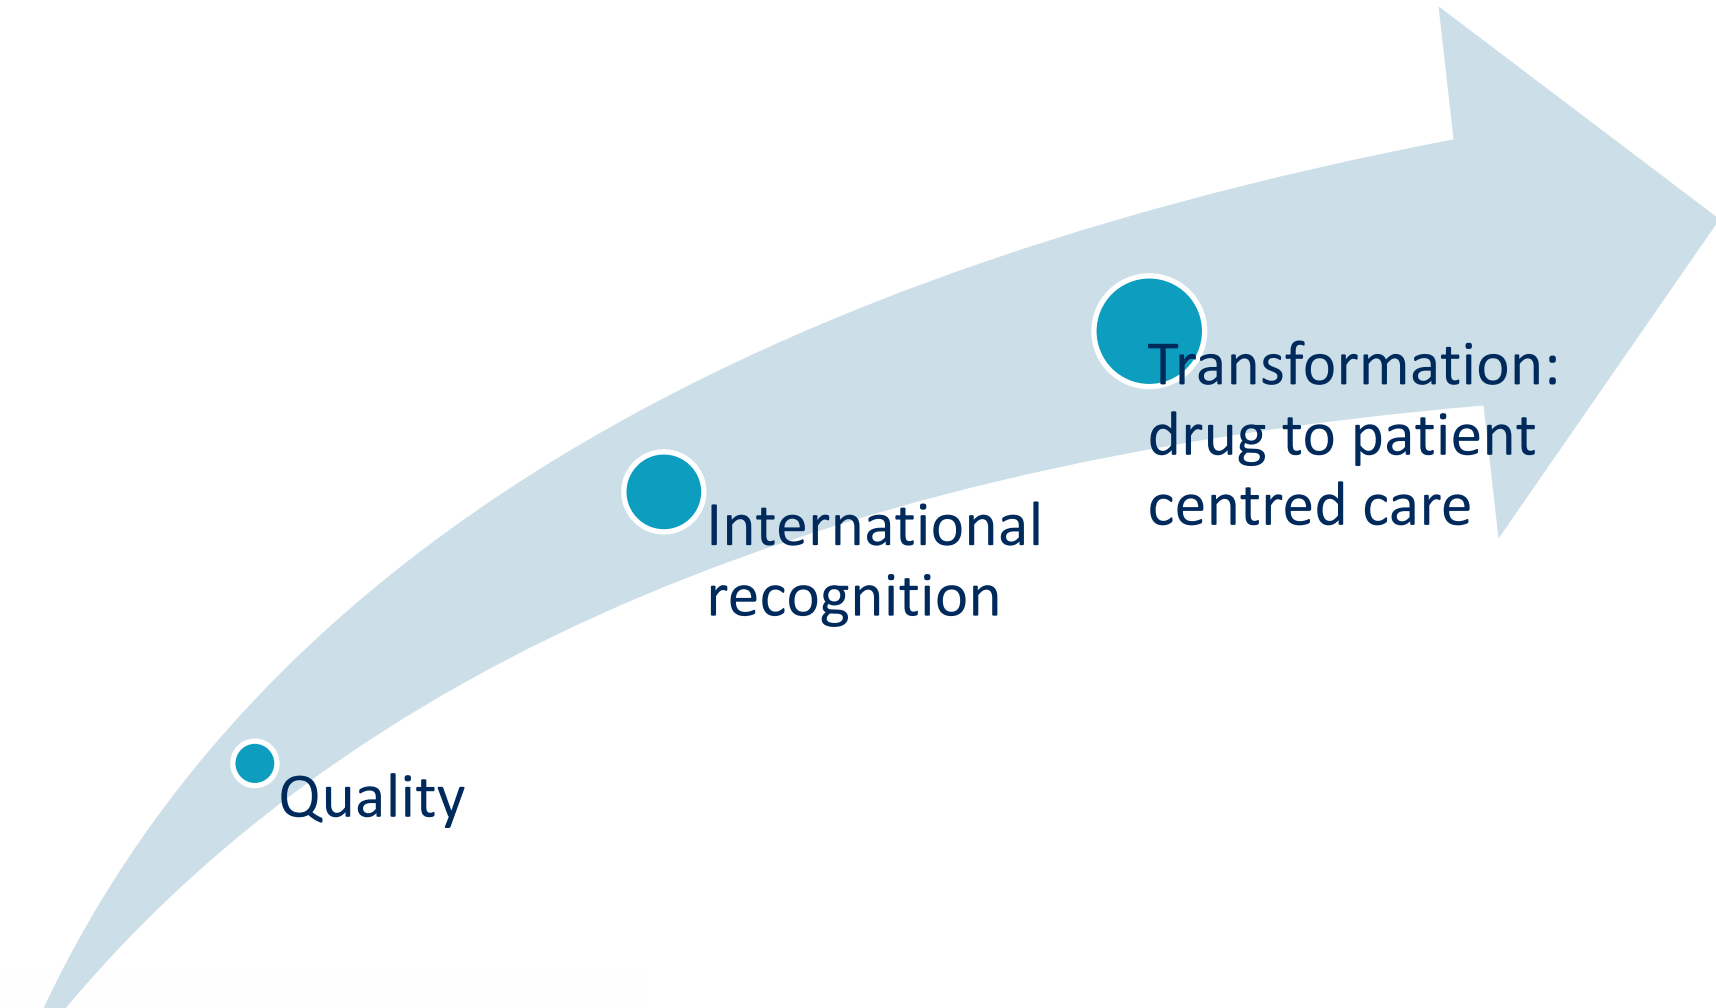 Quality
International
recognition
Transformation:
drug to patient
centred care